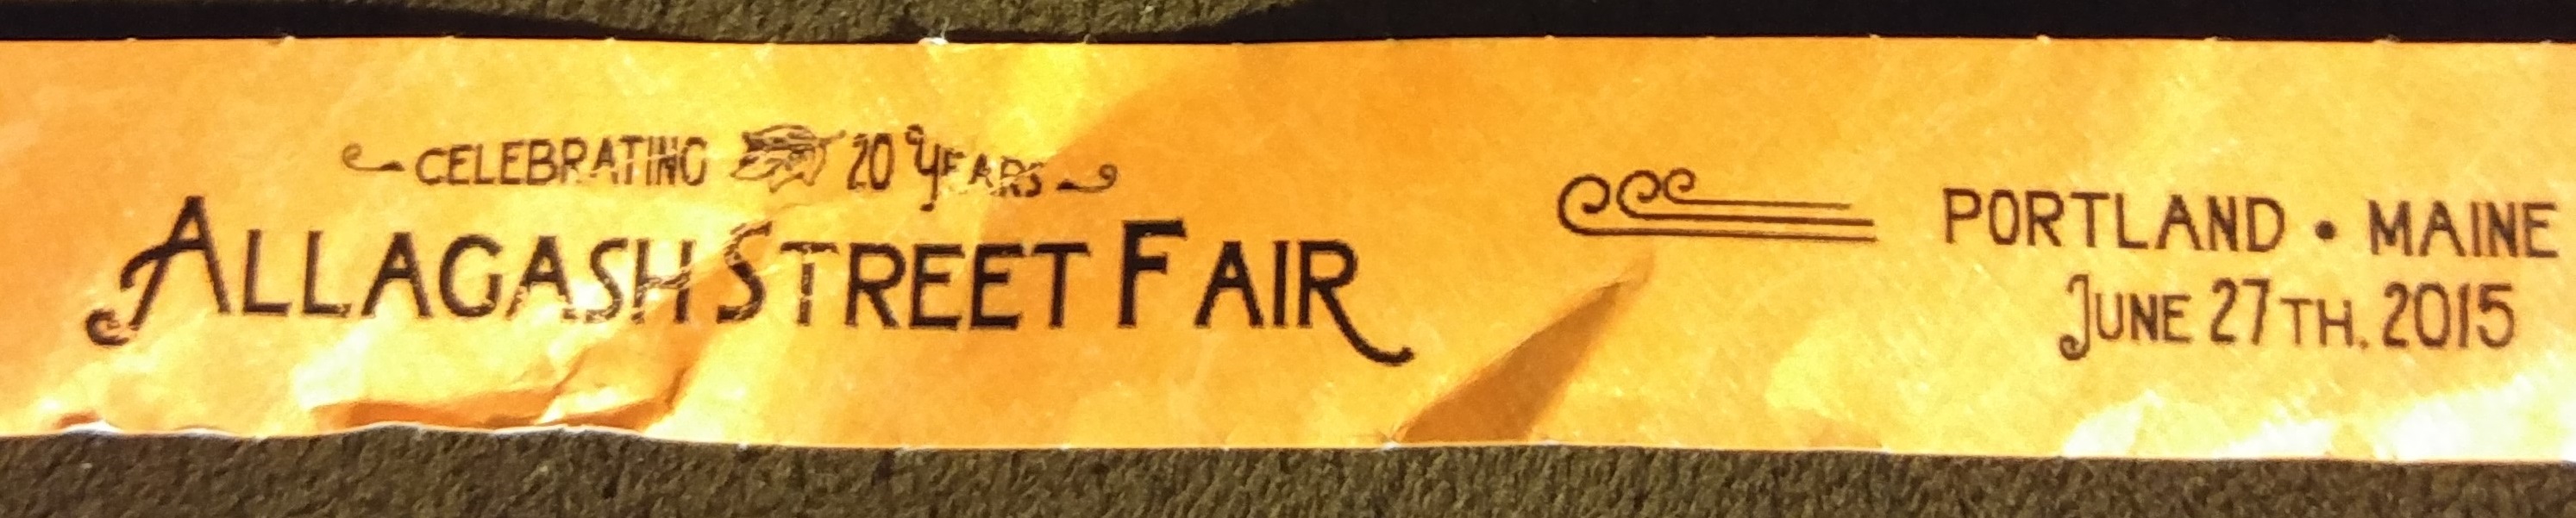 CELEBRATING 20 YEARS
ALLAGASH STREET FAIR
PORTLAND • MAINE
JUNE 27TH. 2015